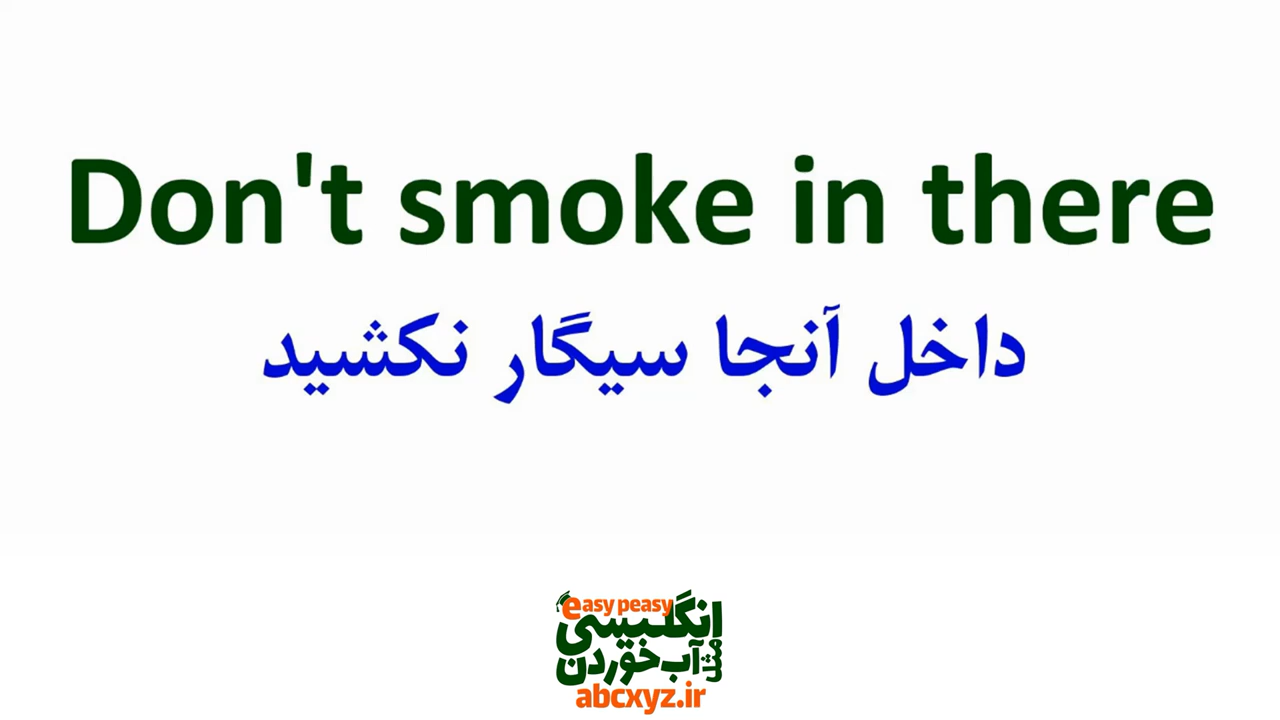 Don't smoke in there
داخل آنجا سیگار نکشید
easy peasy
انگلیسی
مثل آب خوردن
abcxyz.ir